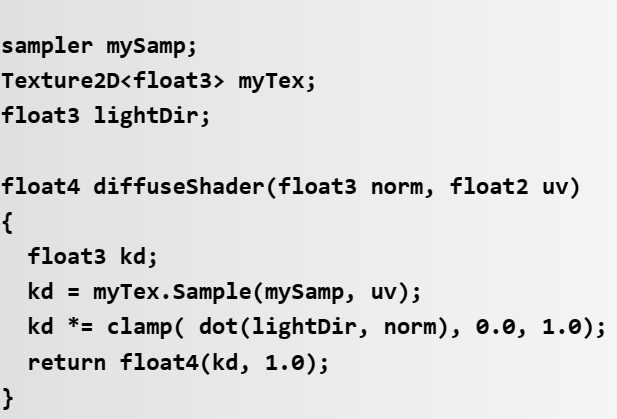 sampler mySamp;
Texture2D<float3> myTex;
float3 lightDir;

float4 diffuseShader(float3 norm, float2 uv)
{
  float3 kd;
  kd = myTex.Sample(mySamp, uv);
  kd *= clamp( dot(lightDir, norm), 0.0, 1.0);
  return float4(kd, 1.0);
}